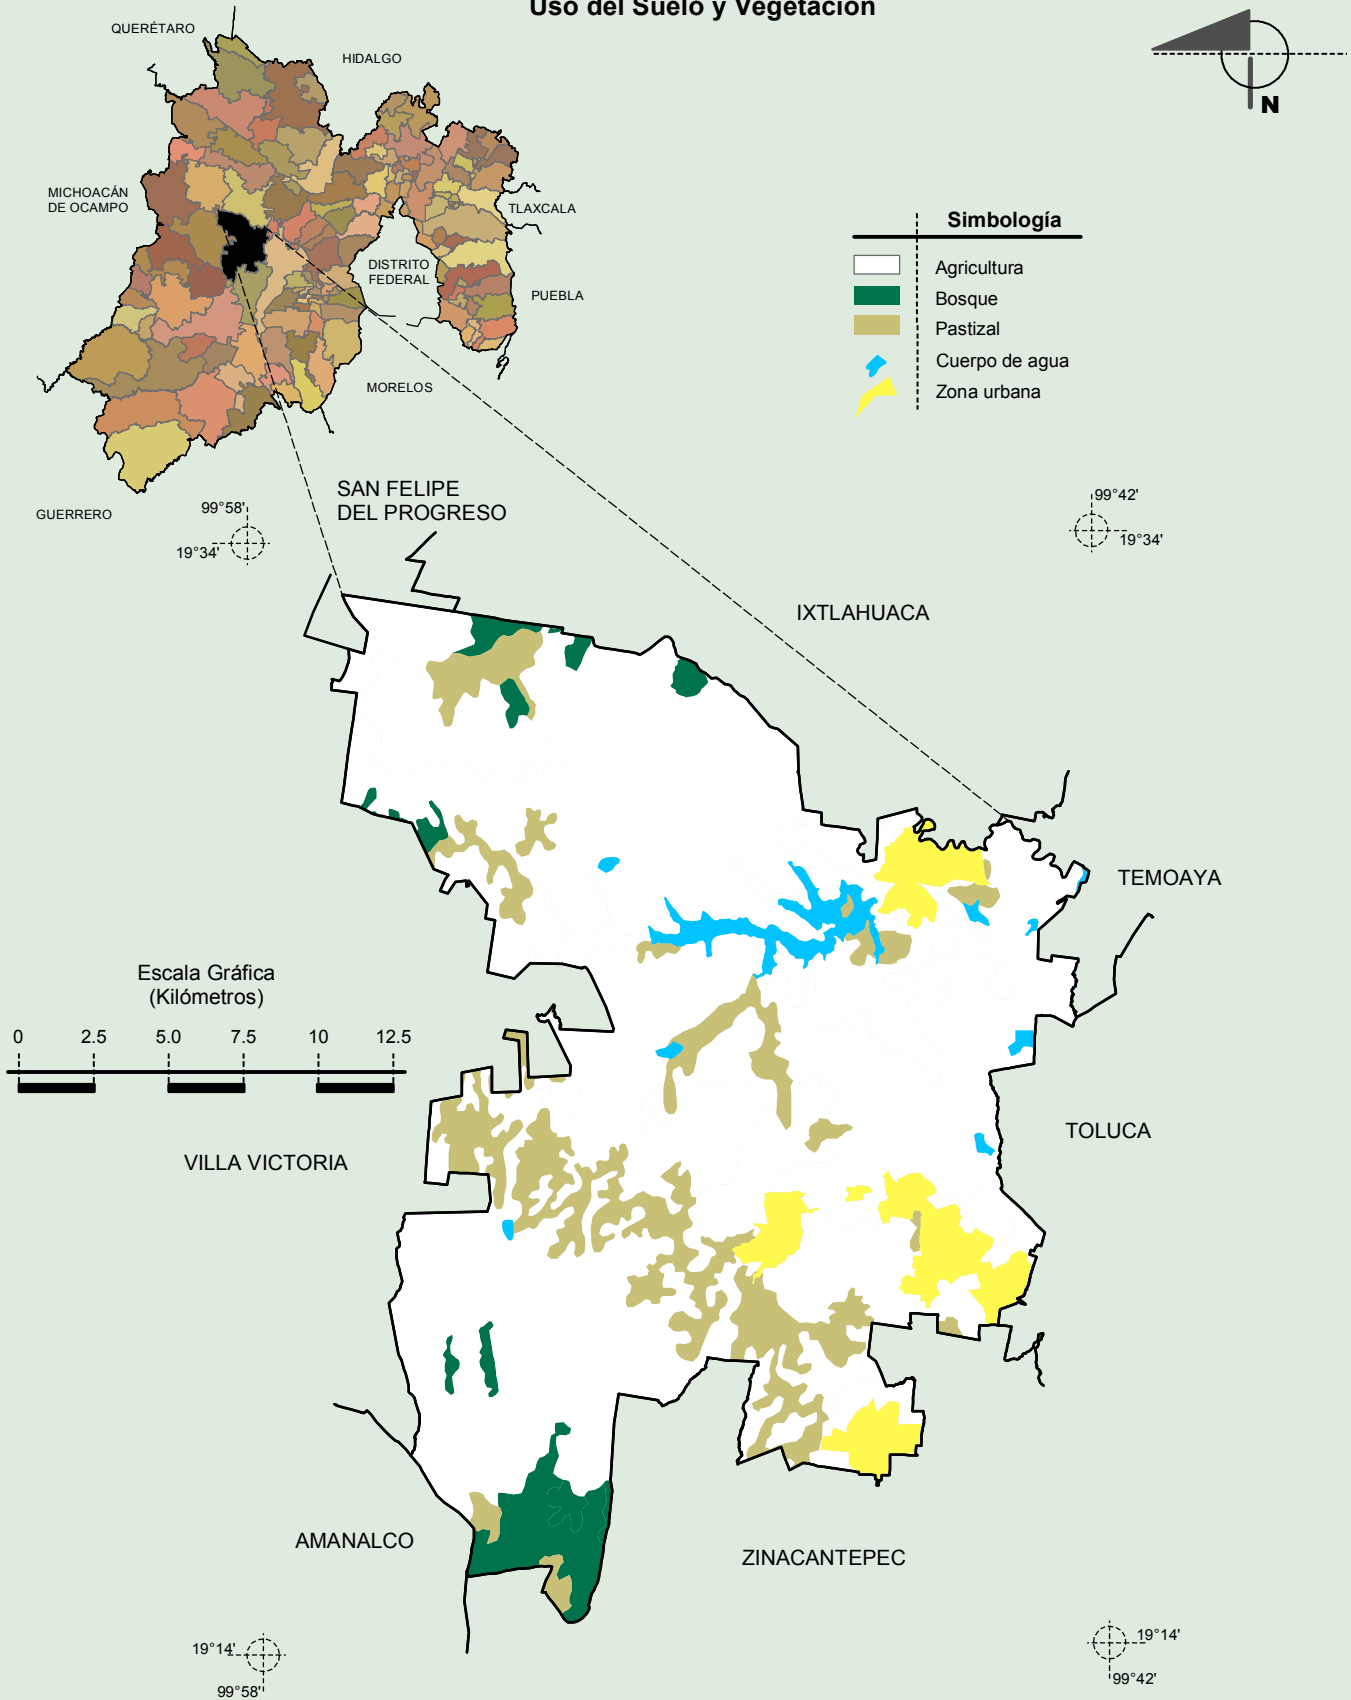 Uso del Suelo y Vegetación
QUERÉTARO
HIDALGO
N
MICHOACÁN
DE OCAMPO
TLAXCALA
DISTRITO
FEDERAL
PUEBLA
MORELOS
GUERRERO
Simbología
Agricultura
Bosque
Pastizal
Cuerpo de agua
Zona urbana
99°58'
19°34'
SAN FELIPE
DEL PROGRESO
99°42'
19°34'
IXTLAHUACA
TEMOAYA
Escala Gráfica
(Kilómetros)
0 2.5 5.0 7.5 10 12.5
TOLUCA
VILLA VICTORIA
AMANALCO
ZINACANTEPEC
19°14'
99°58'
19°14'
99°42'